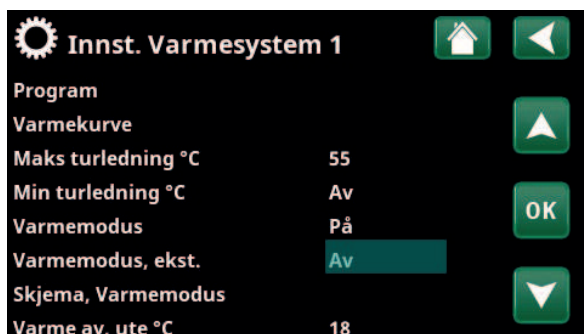 Innst. Varmesystem 1
Program
Varmekurve
Maks turledning °C 55
Min turledning °C Av
Varmemodus På
OK
Varmemodus, ekst. Av
Skjema, Varmemodus
Varme av, ute °C 18